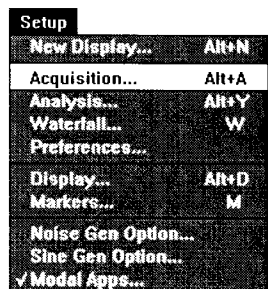 Setup
New Display... Alt+N
Acquisition... Alt+A
Analysis... Alt+Y
Waterfall... W
Preferences...
Display... Alt+D
Markers... M
Noise Gen Option...
Sine Gen Option...
√Modal Apps...